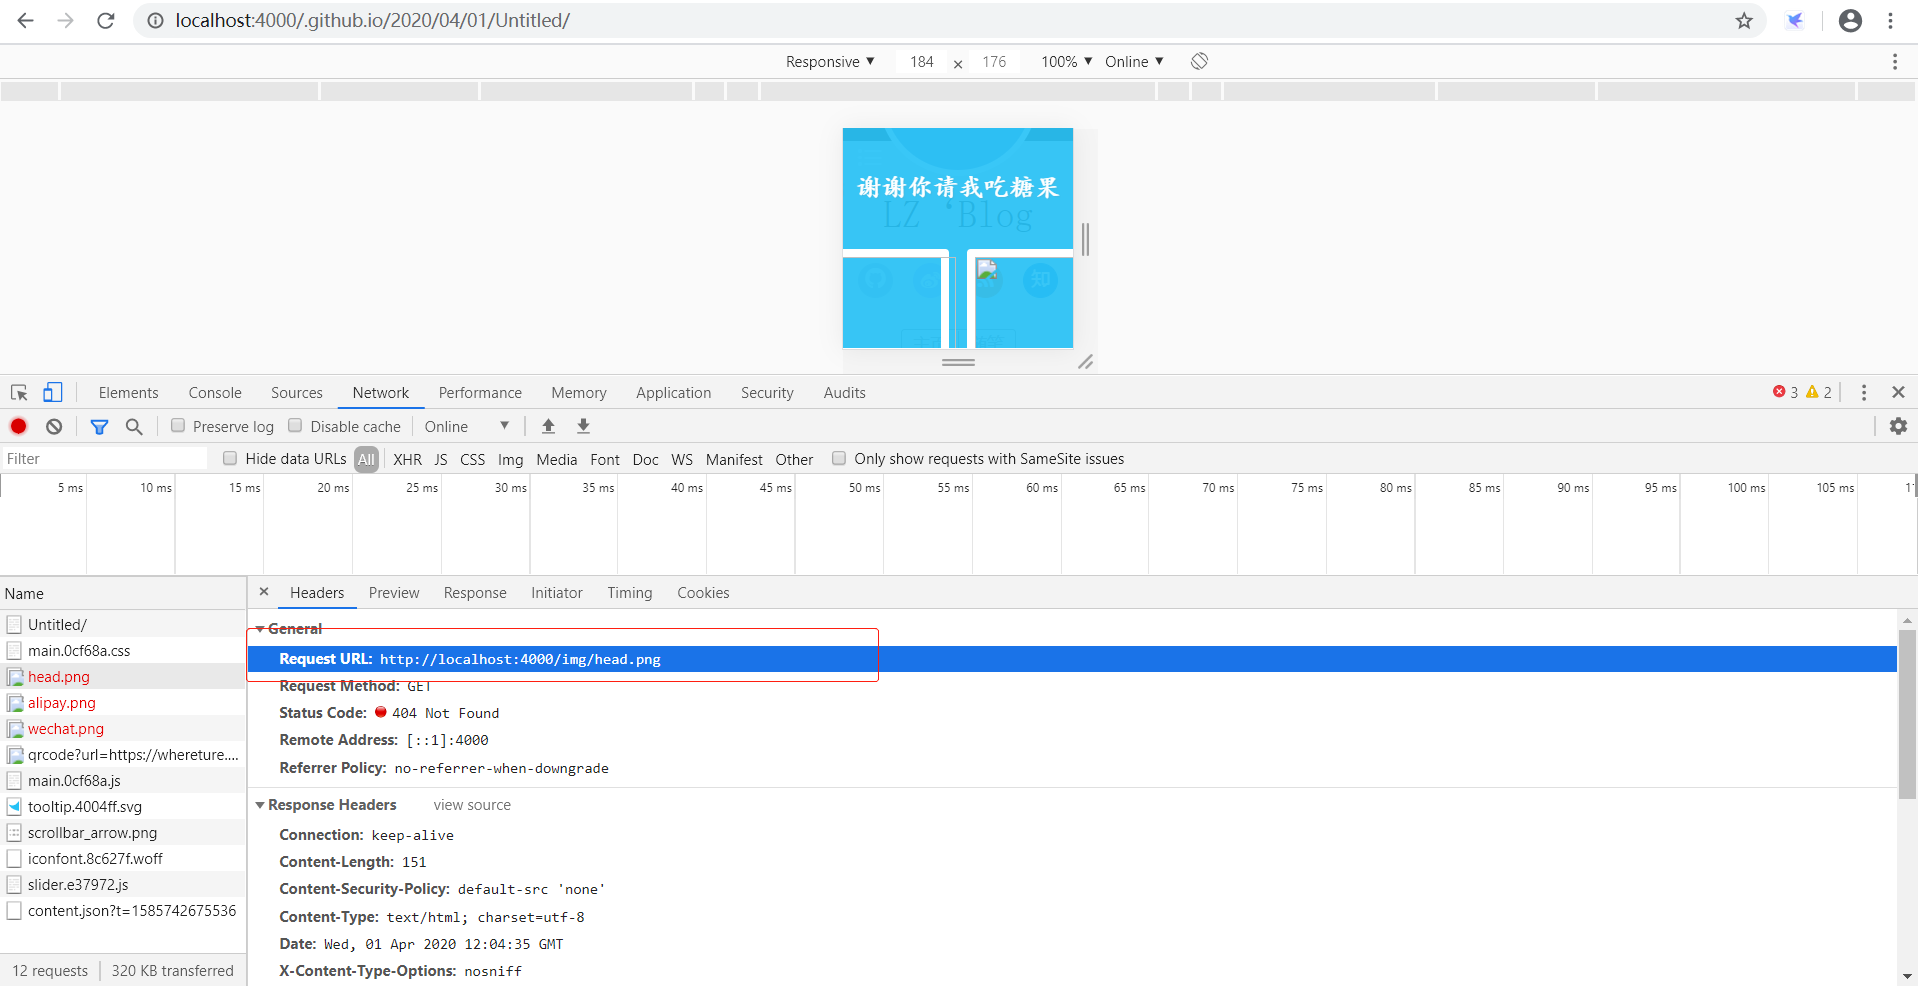 localhost:4000/.github.io/2020/04/01/Untitled/
Responsive ▼ 184 × 176 100% ▼ Online ▼
谢谢你请我吃糖果
LZ ‘Blog
知
Elements Console Sources Network Performance Memory Application Security Audits 3 2
Preserve log Disable cache Online ▼
Filter Hide data URLs All XHR JS CSS Img Media Font Doc WS Manifest Other Only show requests with SameSite issues
5 ms 10 ms 15 ms 20 ms 25 ms 30 ms 35 ms 40 ms 45 ms 50 ms 55 ms 60 ms 65 ms 70 ms 75 ms 80 ms 85 ms 90 ms 95 ms 100 ms 105 ms
Name
Untitled/
main.0cf68a.css
head.png
alipay.png
wechat.png
qrcode?url=https://whereture....
main.0cf68a.js
tooltip.4004ff.svg
scrollbar_arrow.png
iconfont.8c627f.woff
slider.e37972.js
content.json?t=1585742675536
12 requests 320 KB transferred
× Headers Preview Response Initiator Timing Cookies
General
Request URL: http://localhost:4000/img/head.png
Request Method: GET
Status Code: 404 Not Found
Remote Address: [::1]:4000
Referrer Policy: no-referrer-when-downgrade
Response Headers view source
Connection: keep-alive
Content-Length: 151
Content-Security-Policy: default-src 'none'
Content-Type: text/html; charset=utf-8
Date: Wed, 01 Apr 2020 12:04:35 GMT
X-Content-Type-Options: nosniff